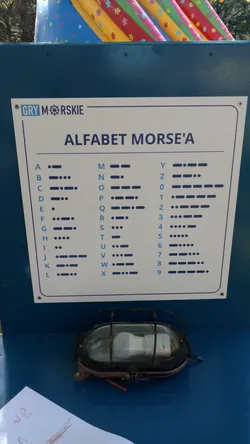 GRY MORSKIE
ALFABET MORSE'A
A M Y
B N Z
C O 0
D P 1
E Q 2
F R 3
G S 4
H T 5
I U 6
J V 7
K W 8
L X 9